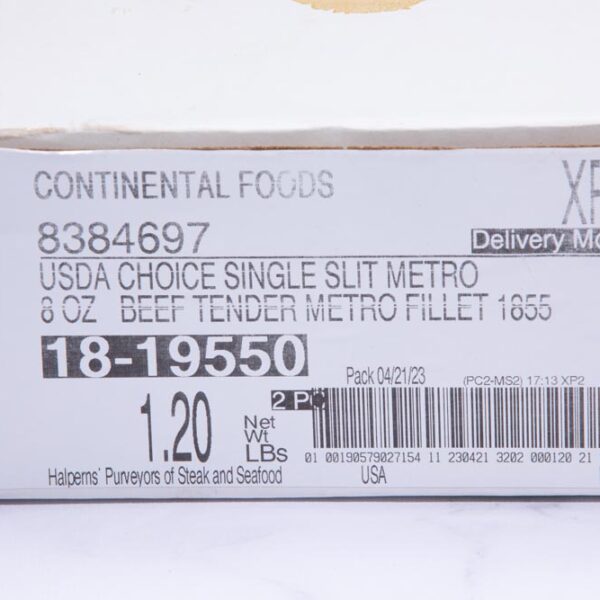 CONTINENTAL FOODS
8384697
Delivery
USDA CHOICE SINGLE SLIT METRO
8 OZ BEEF TENDER METRO FILLET 1855
18-19550
Pack 04/21/23
(PC2-MS2) 17:13 XP2
2 PC
1.20
Net
Wt
LBs
01 00190579027154 11 230421 3202 000120 21
Halperns' Purveyors of Steak and Seafood
USA